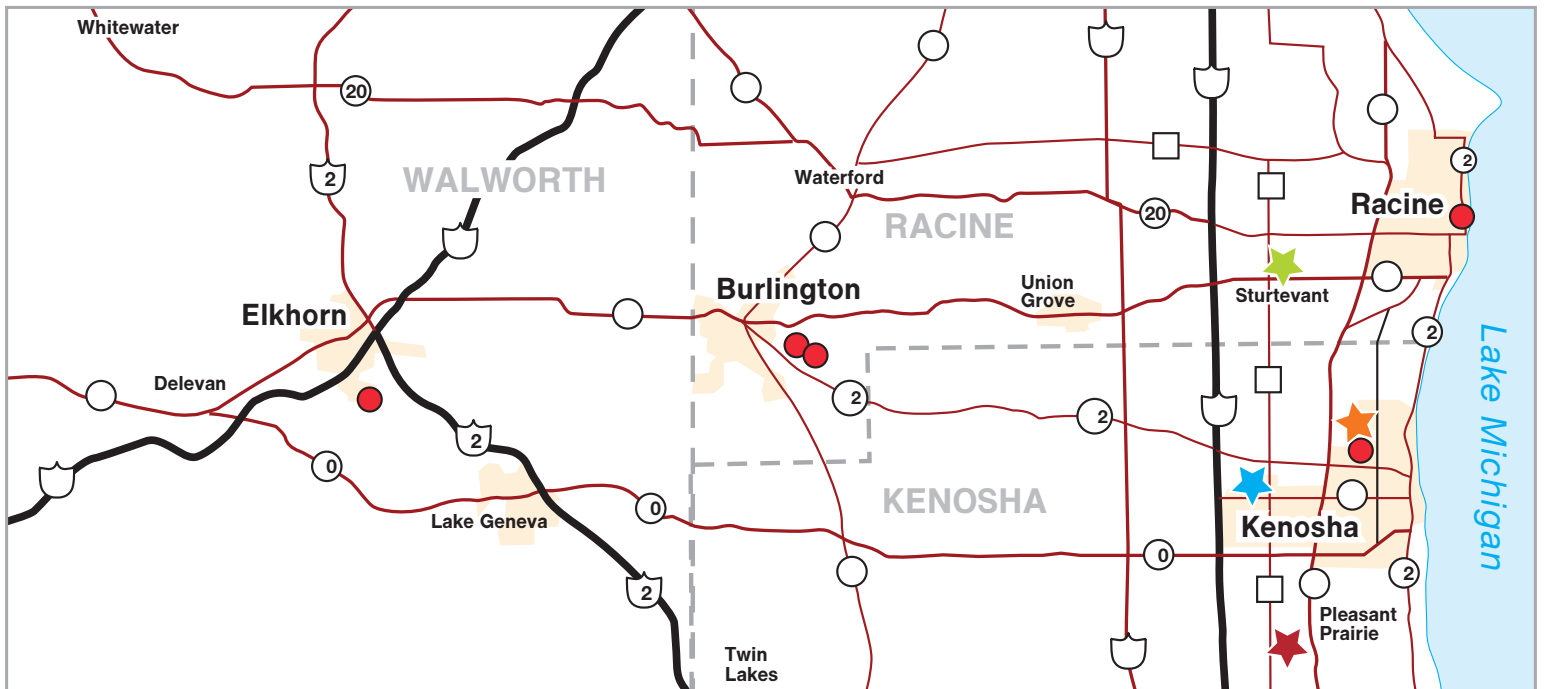 Whitewater
20
2
WALWORTH
Waterford
2
20
RACINE
Racine
Union
Grove
Sturtevant
Burlington
Elkhorn
2
Delevan
2
2
2
0
Lake Geneva
0
KENOSHA
Kenosha
0
2
2
Pleasant
Prairie
Twin
Lakes
Lake Michigan